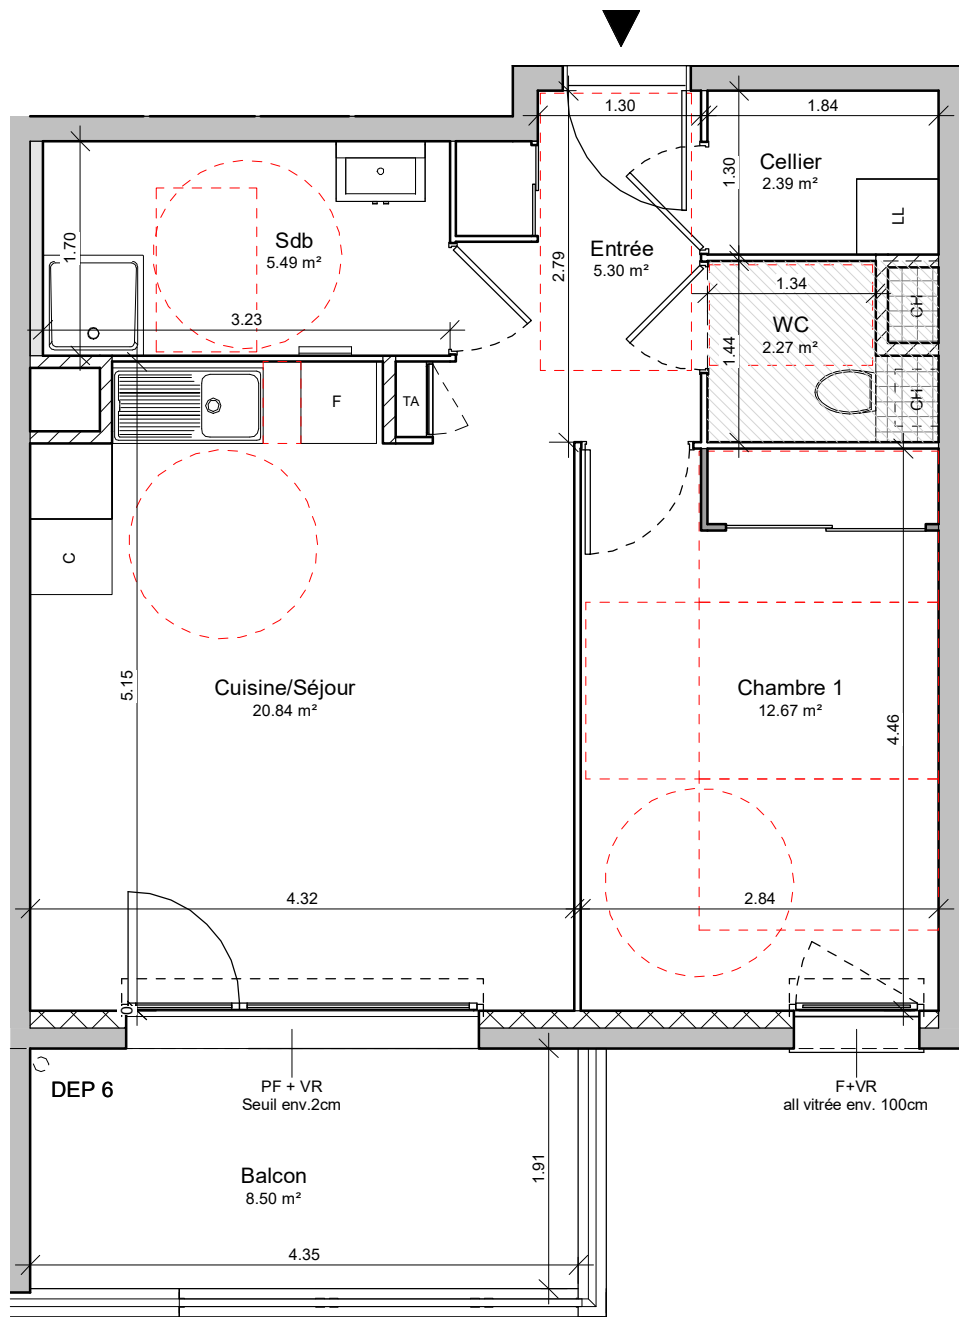 1.30
1.84
Cellier
2.39 m²
1.30
LL
Sdb
5.49 m²
1.70
Entrée
5.30 m²
2.79
1.34
CH
WC
2.27 m²
1.44
3.23
F
TA
CH
C
Cuisine/Séjour
20.84 m²
5.15
Chambre 1
12.67 m²
4.46
4.32
2.84
DEP 6
PF + VR
Seuil env.2cm
F+VR
all vitrée env. 100cm
Balcon
8.50 m²
1.91
4.35